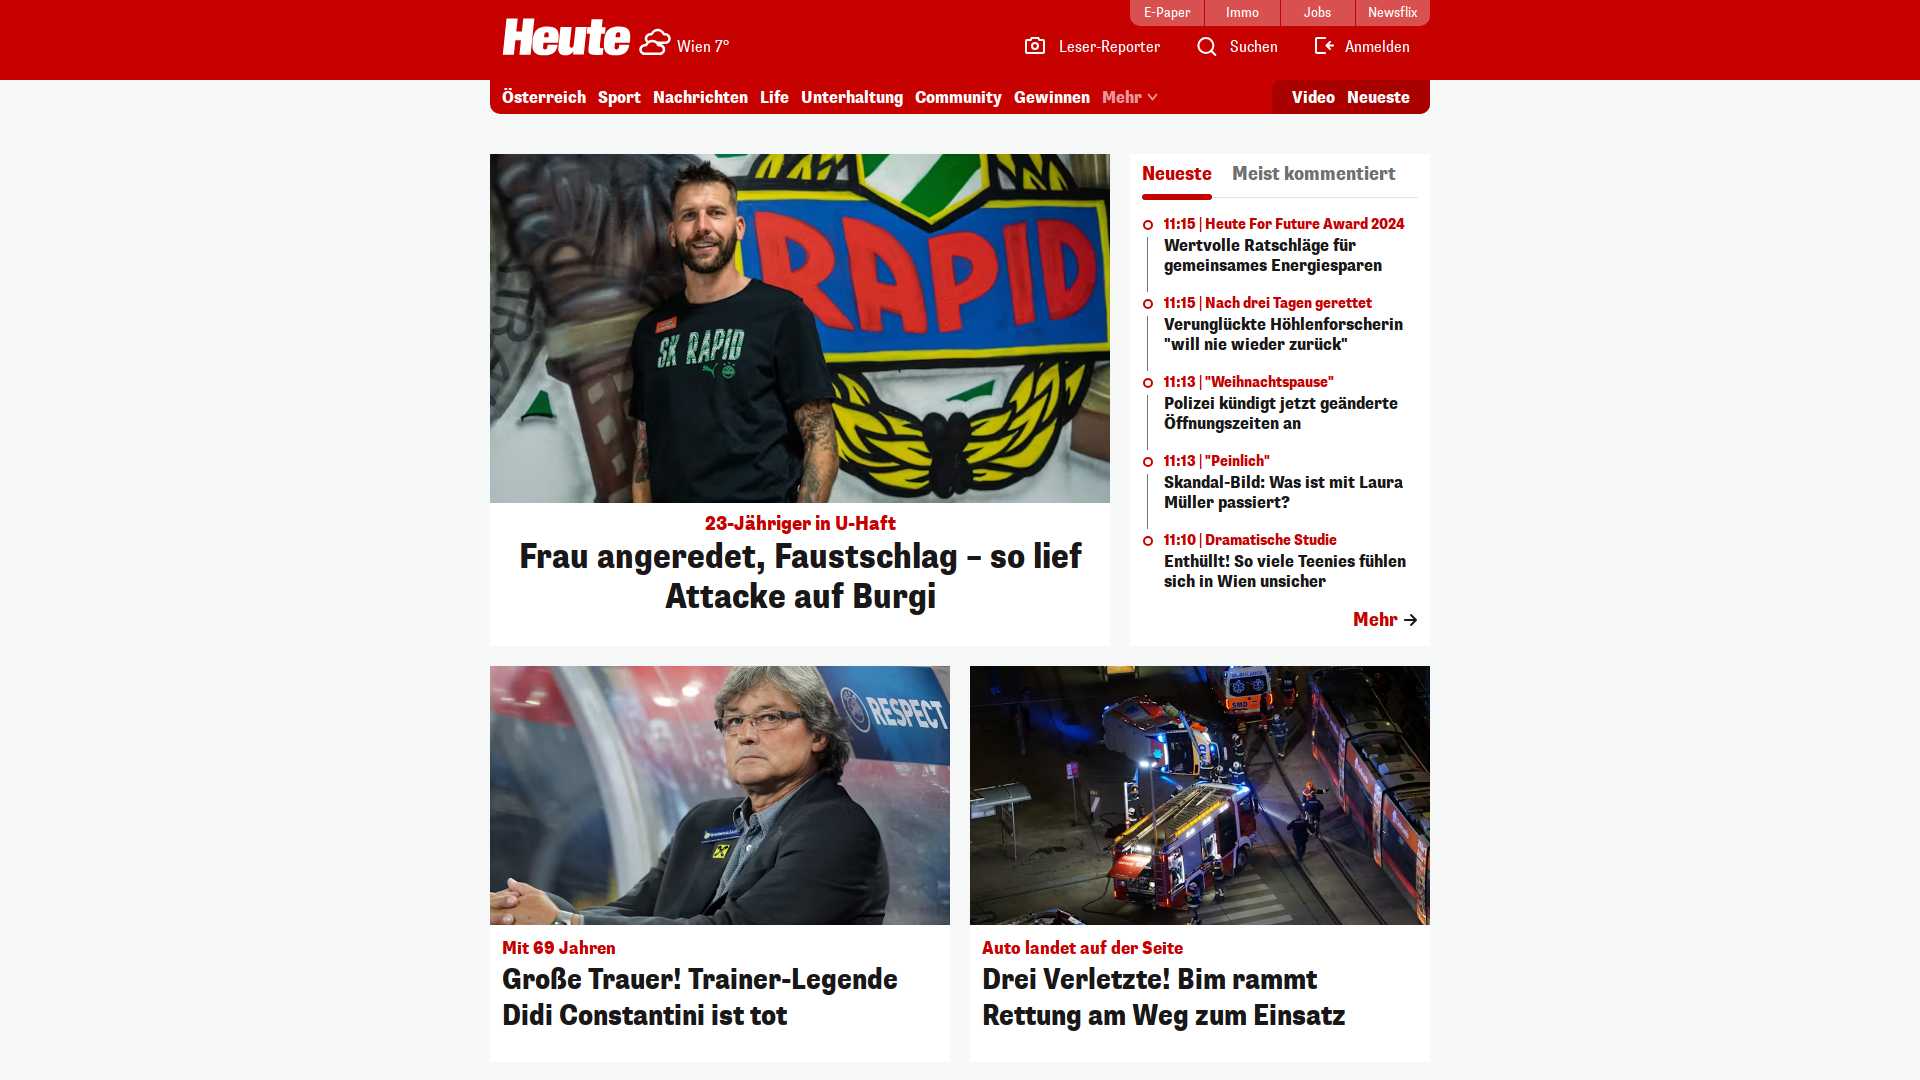 E-Paper
Immo
Jobs
Newsflix
Heute
Wien 7°
Leser-Reporter
Suchen
Anmelden
Österreich
Sport
Nachrichten
Life
Unterhaltung
Community
Gewinnen
Mehr
Video
Neueste
RAPID
SK RAPID
23-Jähriger in U-Haft
Frau angeredet, Faustschlag – so lief
Attacke auf Burgi
Neueste
Meist kommentiert
11:15 | Heute For Future Award 2024
Wertvolle Ratschläge für
gemeinsames Energiesparen
11:15 | Nach drei Tagen gerettet
Verunglückte Höhlenforscherin
"will nie wieder zurück"
11:13 | "Weihnachtspause"
Polizei kündigt jetzt geänderte
Öffnungszeiten an
11:13 | "Peinlich"
Skandal-Bild: Was ist mit Laura
Müller passiert?
11:10 | Dramatische Studie
Enthüllt! So viele Teenies fühlen
sich in Wien unsicher
Mehr
RESPECT
Mit 69 Jahren
Große Trauer! Trainer-Legende
Didi Constantini ist tot
SMD
Auto landet auf der Seite
Drei Verletzte! Bim rammt
Rettung am Weg zum Einsatz